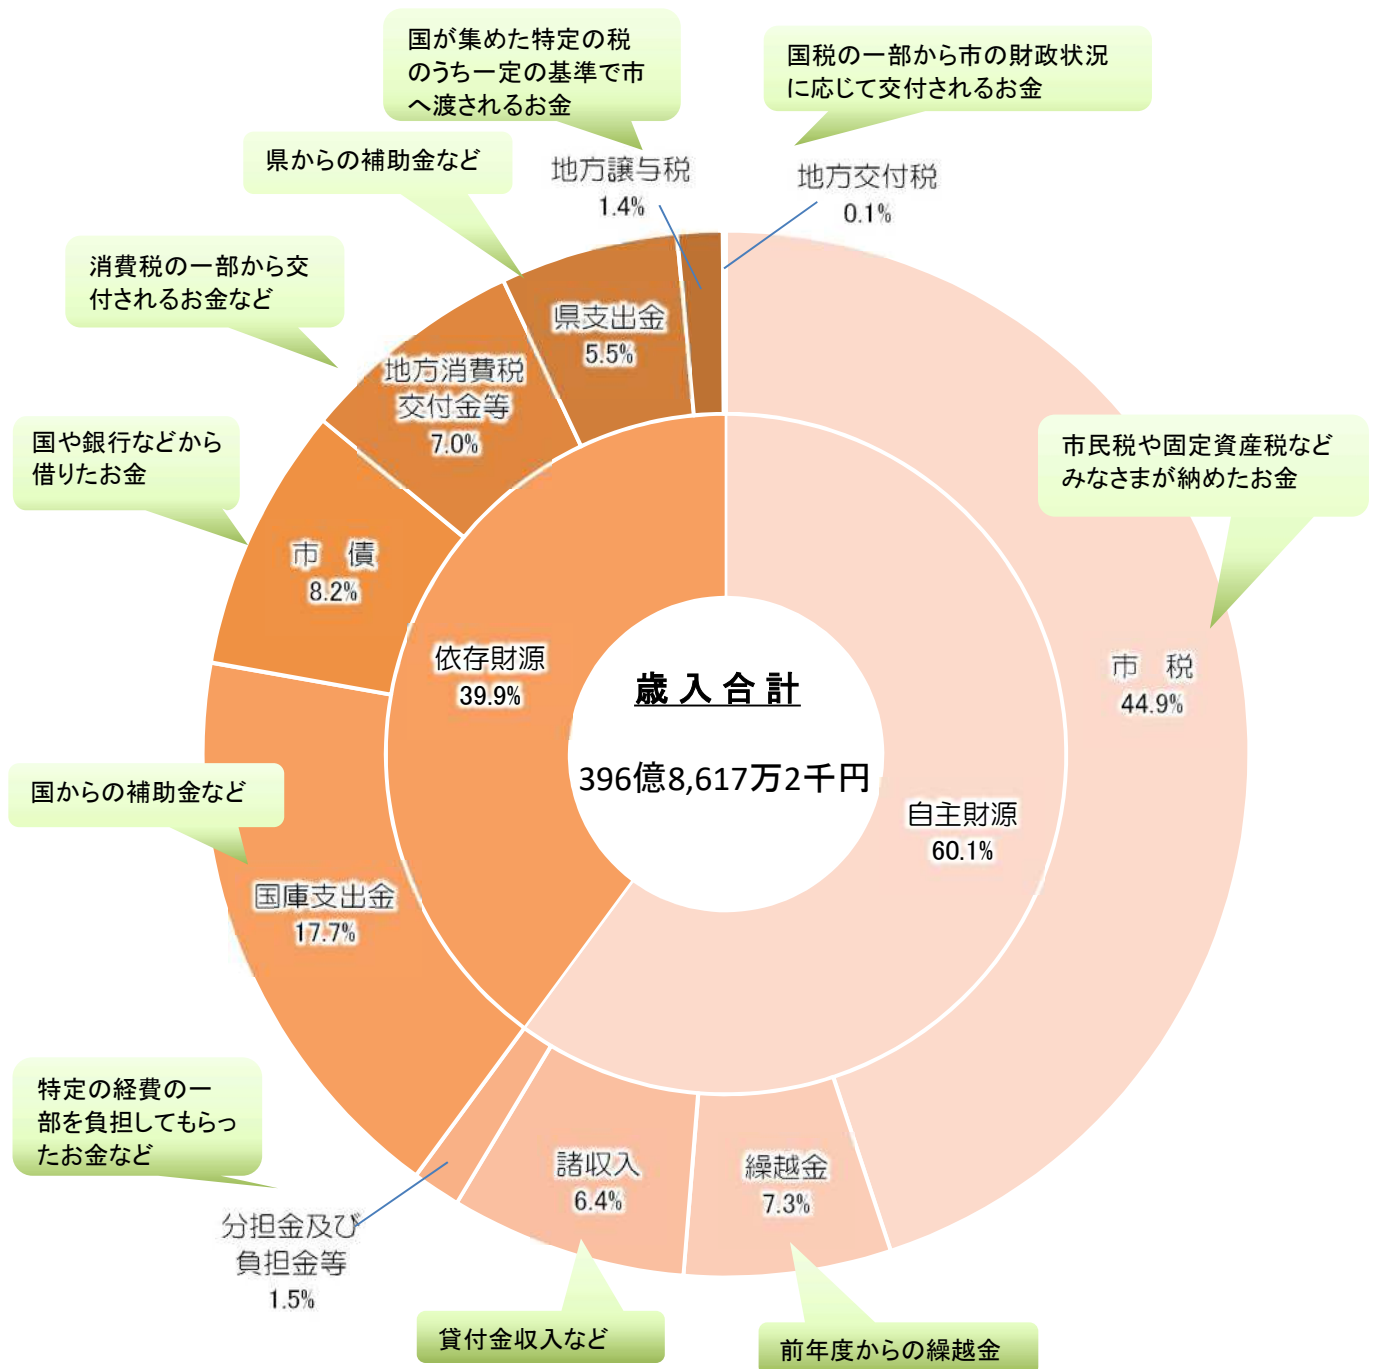 国が集めた特定の税
のうち一定の基準で市
へ渡されるお金
国税の一部から市の財政状況
に応じて交付されるお金
県からの補助金など
地方譲与税
1.4%
地方交付税
0.1%
消費税の一部から交
付されるお金など
県支出金
5.5%
地方消費税
交付金等
7.0%
国や銀行などから
借りたお金
市民税や固定資産税など
みなさまが納めたお金
市　債
8.2%
依存財源
39.9%
歳入合計
396億8,617万2千円
市　税
44.9%
国からの補助金など
自主財源
60.1%
国庫支出金
17.7%
特定の経費の一
部を負担してもらっ
たお金など
諸収入
6.4%
繰越金
7.3%
分担金及び
負担金等
1.5%
貸付金収入など
前年度からの繰越金